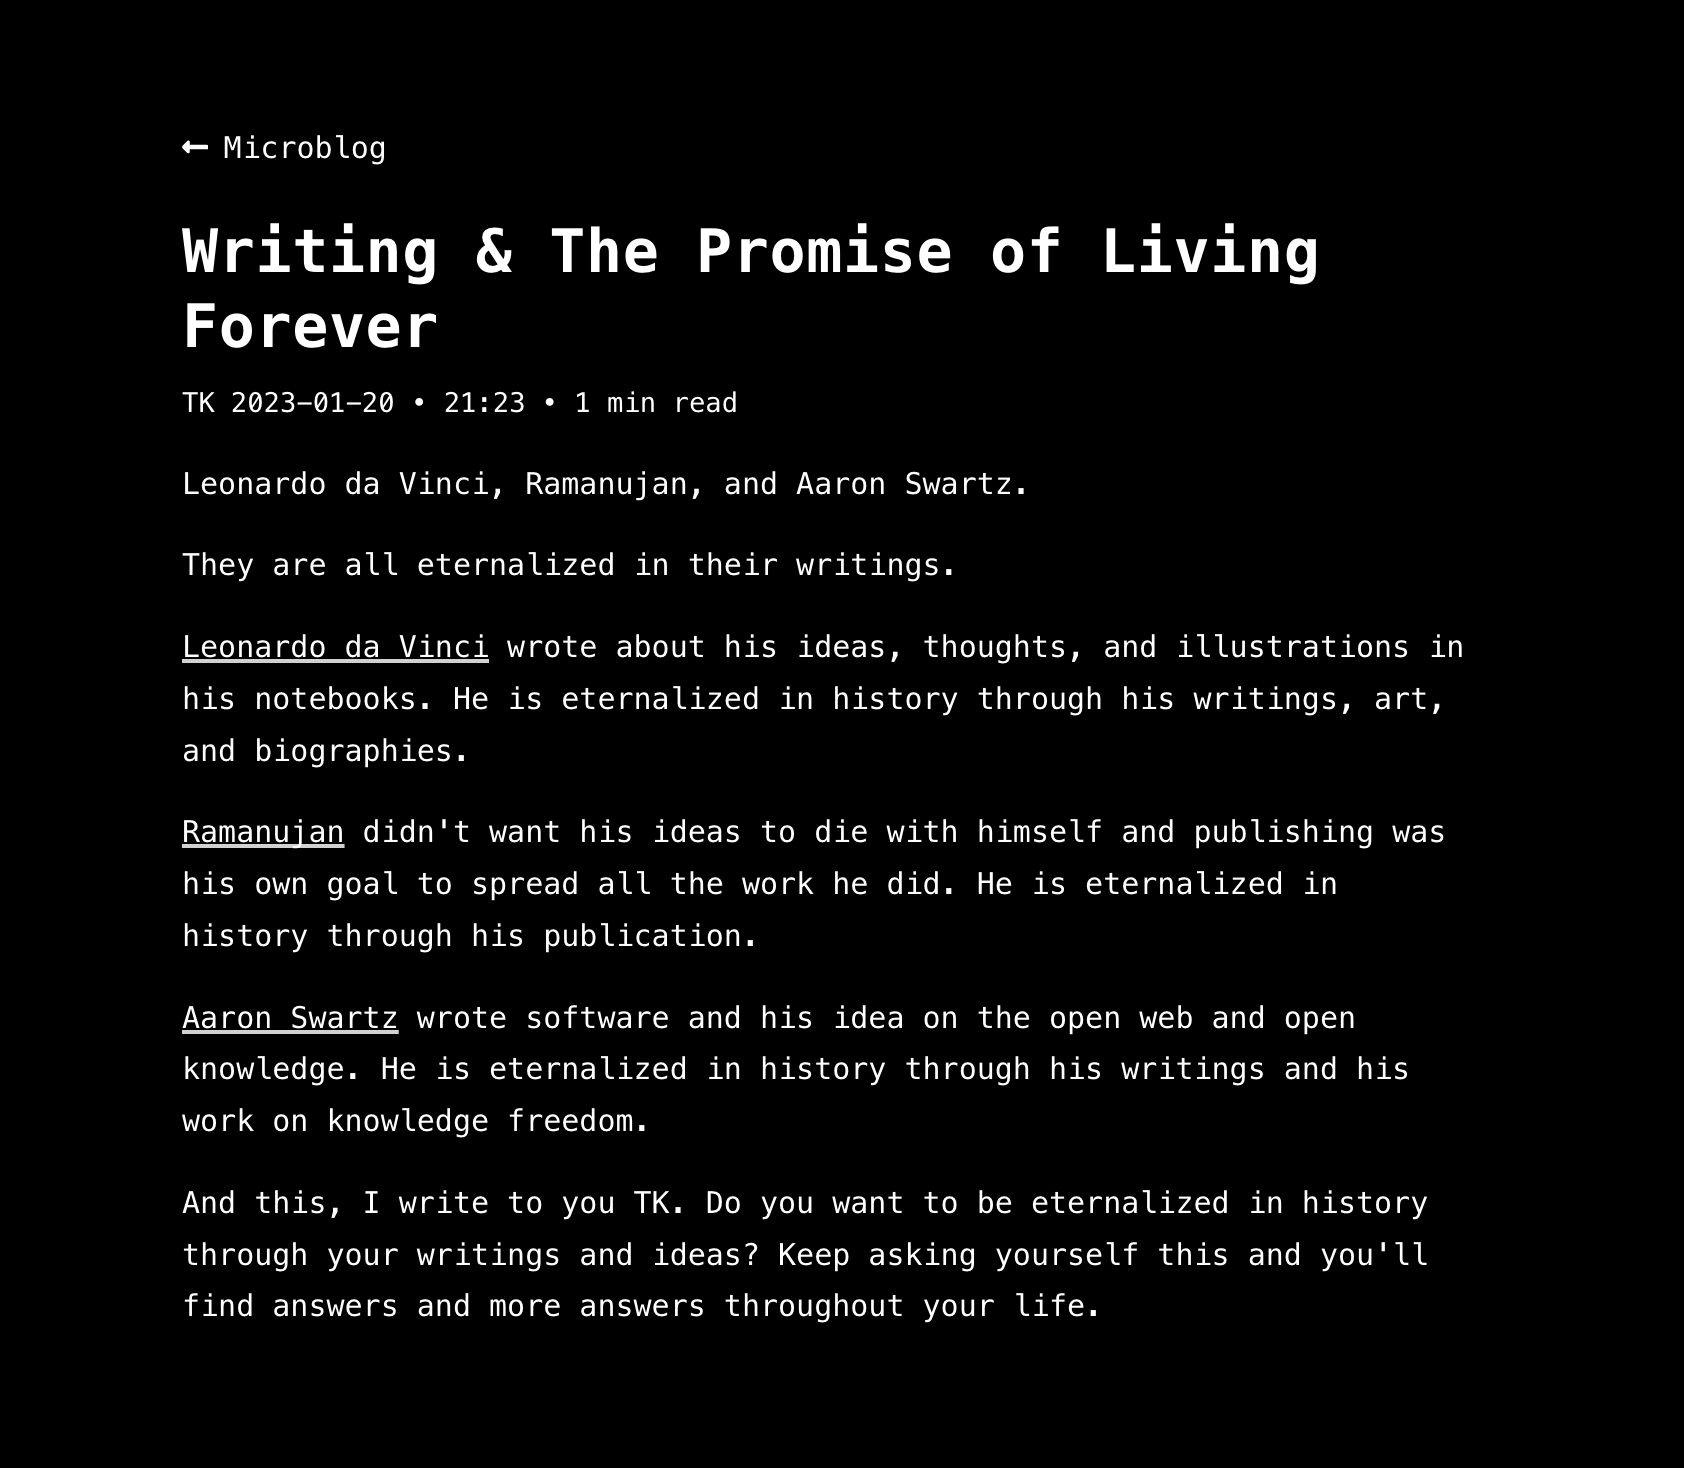 ← Microblog
Writing & The Promise of Living
Forever
TK 2023–01–20 • 21:23 • 1 min read
Leonardo da Vinci, Ramanujan, and Aaron Swartz.
They are all eternalized in their writings.
Leonardo da Vinci wrote about his ideas, thoughts, and illustrations in
his notebooks. He is eternalized in history through his writings, art,
and biographies.
Ramanujan didn't want his ideas to die with himself and publishing was
his own goal to spread all the work he did. He is eternalized in
history through his publication.
Aaron Swartz wrote software and his idea on the open web and open
knowledge. He is eternalized in history through his writings and his
work on knowledge freedom.
And this, I write to you TK. Do you want to be eternalized in history
through your writings and ideas? Keep asking yourself this and you'll
find answers and more answers throughout your life.